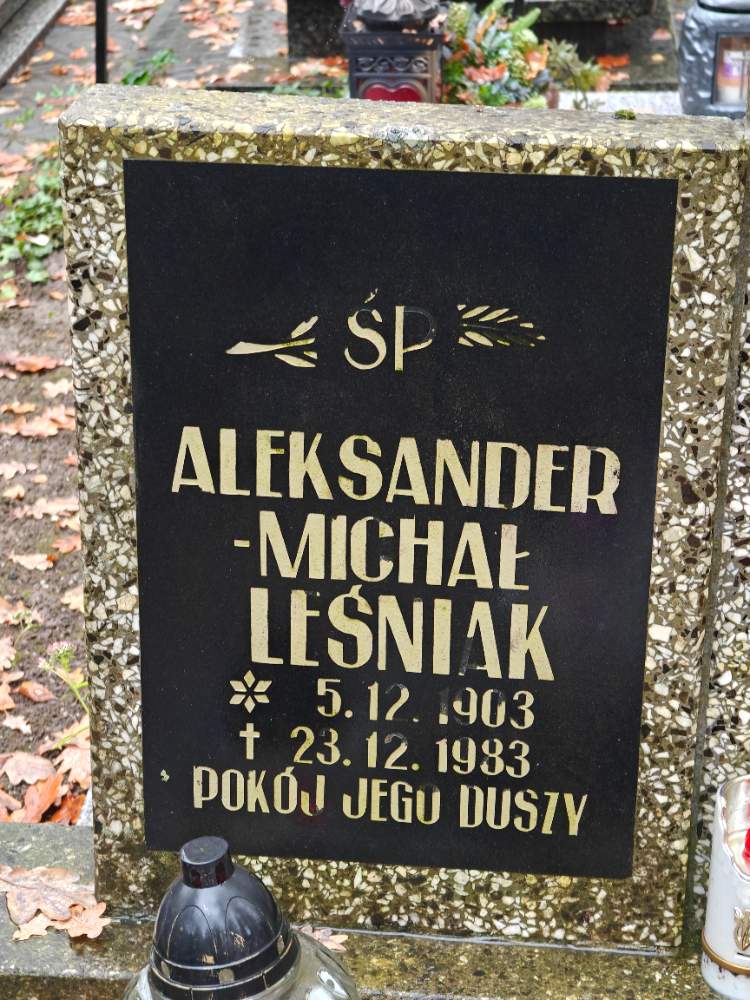 ŚP
ALEKSANDER
-MICHAŁ
LEŚNIAK
5.12.1903
† 23.12.1983
POKÓJ JEGO DUSZY